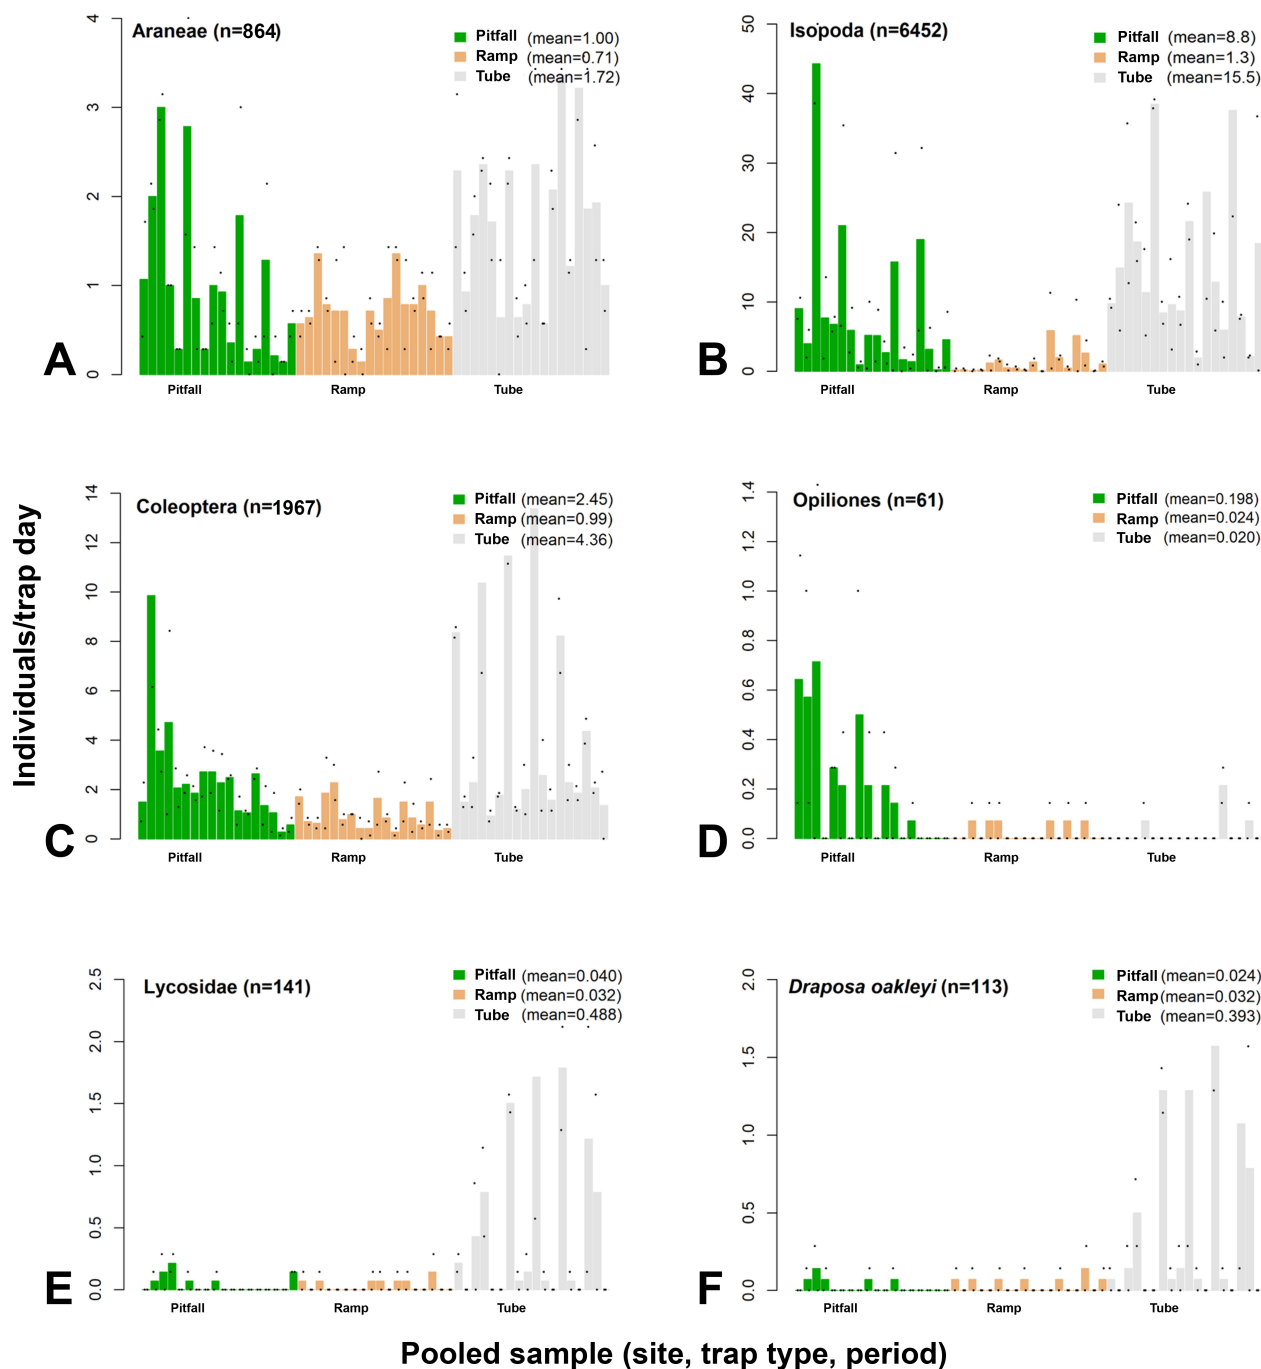 Araneae (n=864)
Pitfall (mean=1.00)
Ramp (mean=0.71)
Tube (mean=1.72)
4
3
2
1
0
A
Pitfall
Ramp
Tube
Isopoda (n=6452)
Pitfall (mean=8.8)
Ramp (mean=1.3)
Tube (mean=15.5)
50
40
30
20
10
0
B
Pitfall
Ramp
Tube
Individuals/trap day
Coleoptera (n=1967)
Pitfall (mean=2.45)
Ramp (mean=0.99)
Tube (mean=4.36)
14
12
10
8
6
4
2
0
C
Pitfall
Ramp
Tube
Opiliones (n=61)
Pitfall (mean=0.198)
Ramp (mean=0.024)
Tube (mean=0.020)
1.4
1.2
1.0
0.8
0.6
0.4
0.2
0.0
D
Pitfall
Ramp
Tube
Lycosidae (n=141)
Pitfall (mean=0.040)
Ramp (mean=0.032)
Tube (mean=0.488)
2.5
2.0
1.5
1.0
0.5
0.0
E
Pitfall
Ramp
Tube
Draposa oakleyi (n=113)
Pitfall (mean=0.024)
Ramp (mean=0.032)
Tube (mean=0.393)
2.0
1.5
1.0
0.5
0.0
F
Pitfall
Ramp
Tube
Pooled sample (site, trap type, period)